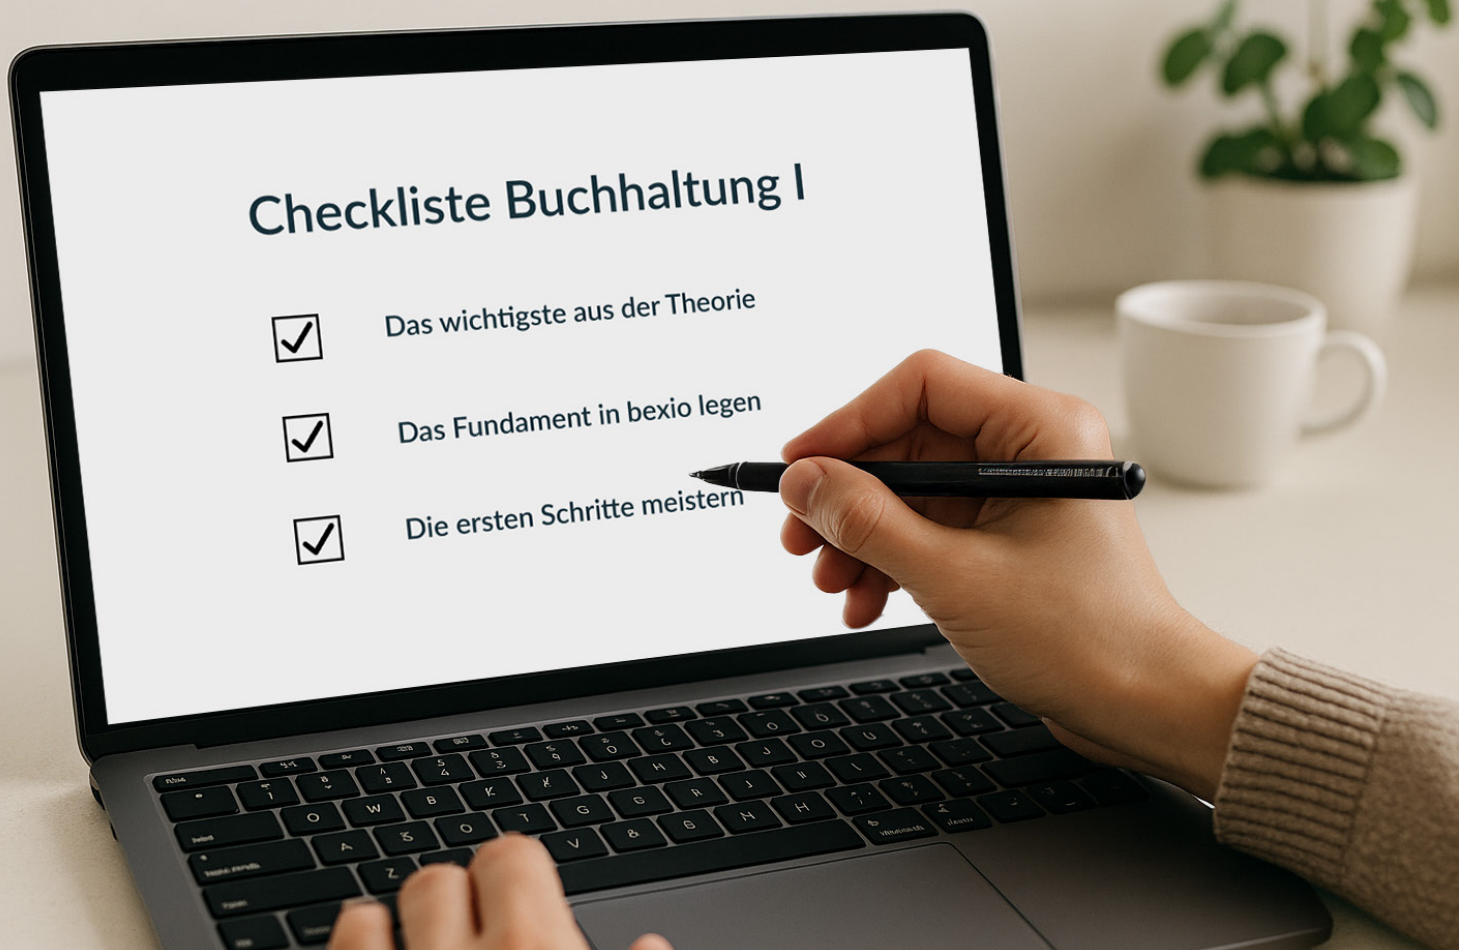 Checkliste Buchhaltung I
Das wichtigste aus der Theorie
Das Fundament in bexio legen
Die ersten Schritte meistern